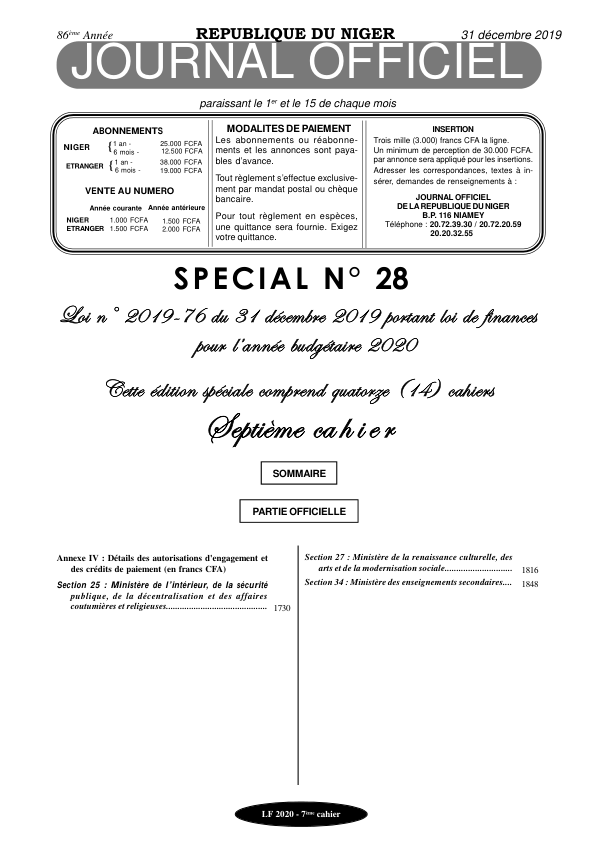 86ème Année
REPUBLIQUE DU NIGER
31 décembre 2019
JOURNAL OFFICIEL
paraissant le 1er et le 15 de chaque mois
ABONNEMENTS
NIGER { 1 an - 25.000 FCFA
6 mois - 12.500 FCFA
ETRANGER { 1 an - 38.000 FCFA
6 mois - 19.000 FCFA
VENTE AU NUMERO
Année courante Année antérieure
NIGER 1.000 FCFA 1.500 FCFA
ETRANGER 1.500 FCFA 2.000 FCFA
MODALITES DE PAIEMENT
Les abonnements ou réabonne-
ments et les annonces sont paya-
bles d'avance.
Tout règlement s'effectue exclusive-
ment par mandat postal ou chèque
bancaire.
Pour tout règlement en espèces,
une quittance sera fournie. Exigez
votre quittance.
INSERTION
Trois mille (3.000) francs CFA la ligne.
Un minimum de perception de 30.000 FCFA.
par annonce sera appliqué pour les insertions.
Adresser les correspondances, textes à in-
sérer, demandes de renseignements à :
JOURNAL OFFICIEL
DE LA REPUBLIQUE DU NIGER
B.P. 116 NIAMEY
Téléphone : 20.72.39.30 / 20.72.20.59
20.20.32.55
SPECIAL N° 28
Loi n° 2019-76 du 31 décembre 2019 portant loi de finances
pour l'année budgétaire 2020
Cette édition spéciale comprend quatorze (14) cahiers
Septième cahier
SOMMAIRE
PARTIE OFFICIELLE
Annexe IV : Détails des autorisations d'engagement et
des crédits de paiement (en francs CFA)
Section 25 : Ministère de l'intérieur, de la sécurité
publique, de la décentralisation et des affaires
coutumières et religieuses........................................... 1730
Section 27 : Ministère de la renaissance culturelle, des
arts et de la modernisation sociale............................. 1816
Section 34 : Ministère des enseignements secondaires.... 1848
LF 2020 - 7ème cahier